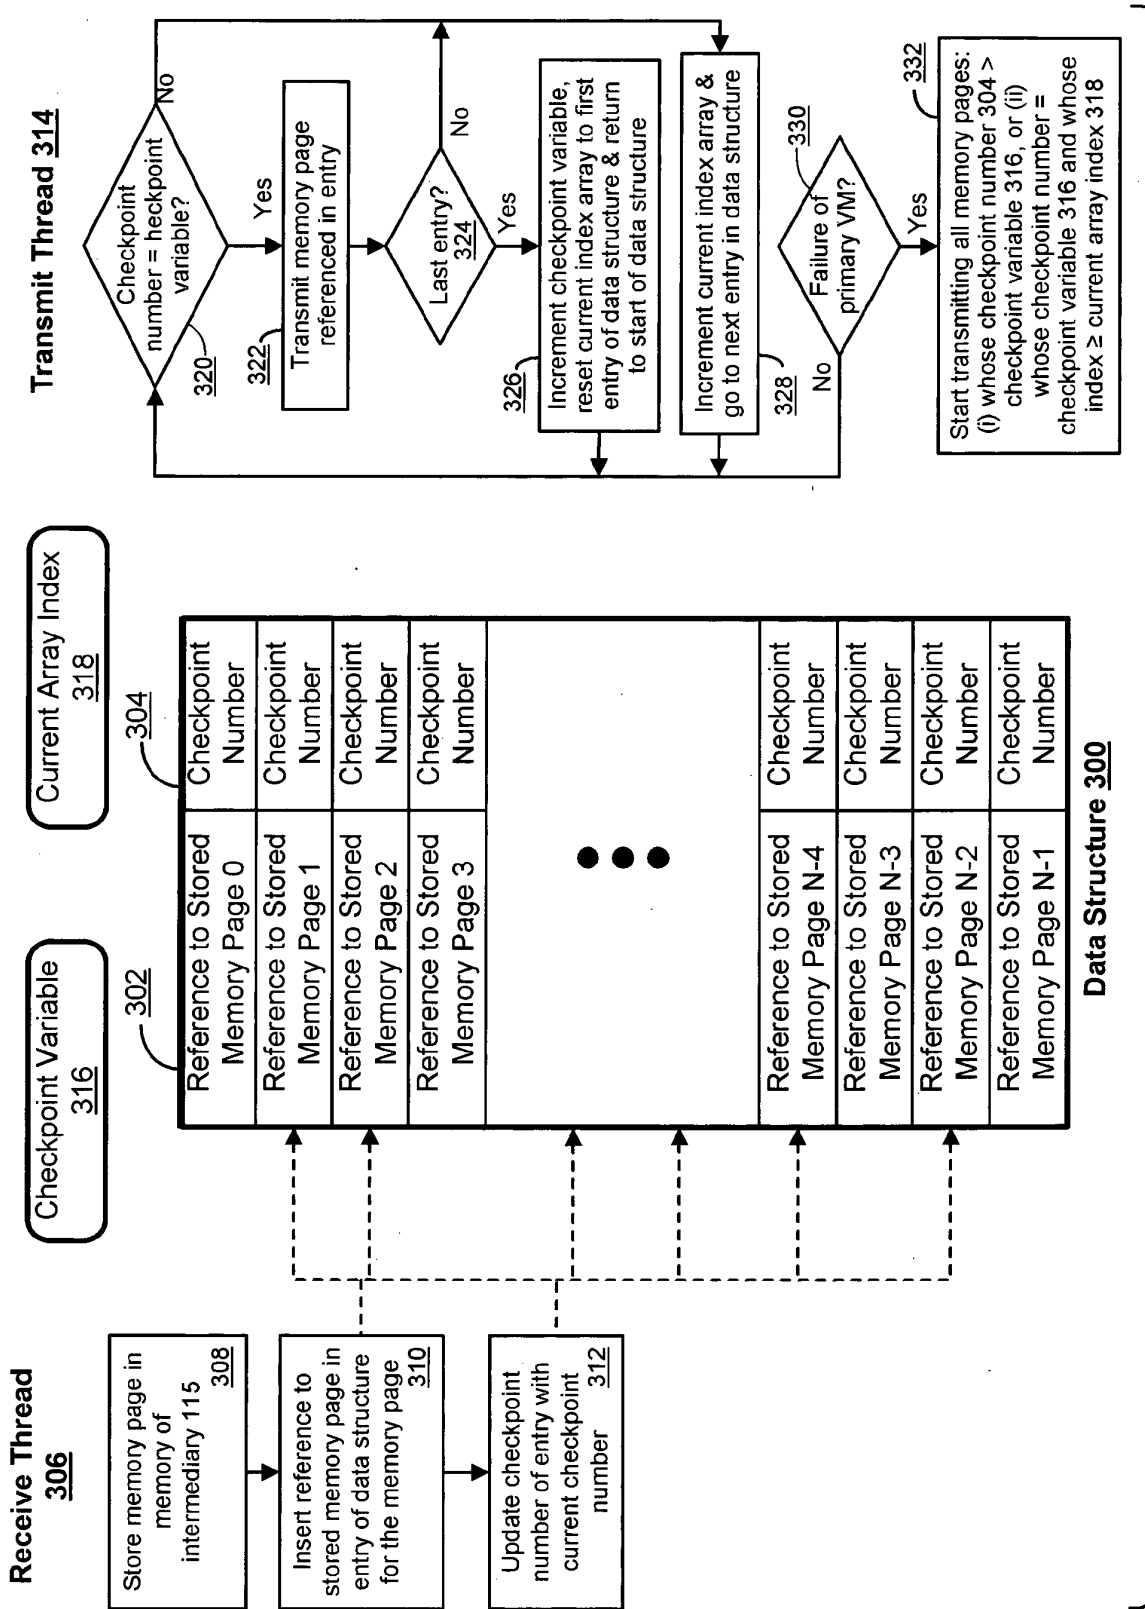 Receive Thread
306
Store memory page in
memory of
intermediary 115
308
Insert reference to
stored memory page in
entry of data structure
for the memory page
310
Update checkpoint
number of entry with
current checkpoint
number
312
Checkpoint Variable
316
Current Array Index
318
302
304
Reference to Stored
Memory Page 0
Checkpoint
Number
Reference to Stored
Memory Page 1
Checkpoint
Number
Reference to Stored
Memory Page 2
Checkpoint
Number
Reference to Stored
Memory Page 3
Checkpoint
Number
Reference to Stored
Memory Page N-4
Checkpoint
Number
Reference to Stored
Memory Page N-3
Checkpoint
Number
Reference to Stored
Memory Page N-2
Checkpoint
Number
Reference to Stored
Memory Page N-1
Checkpoint
Number
Data Structure 300
Transmit Thread 314
Checkpoint
number = heckpoint
variable?
320
No
Yes
322
Transmit memory page
referenced in entry
Last entry?
324
No
Yes
326
Increment checkpoint variable,
reset current index array to first
entry of data structure & return
to start of data structure
Increment current index array &
go to next entry in data structure
328
330
Failure of
primary VM?
No
Yes
332
Start transmitting all memory pages:
(i) whose checkpoint number 304 >
checkpoint variable 316, or (ii)
whose checkpoint number =
checkpoint variable 316 and whose
index ≥ current array index 318